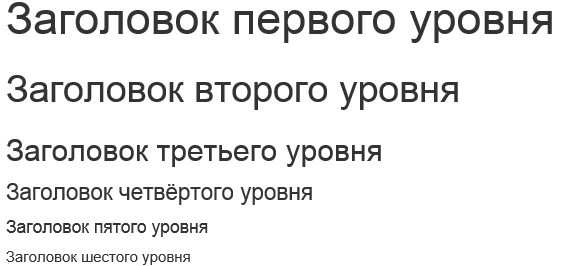 Заголовок первого уровня
Заголовок второго уровня
Заголовок третьего уровня
Заголовок четвёртого уровня
Заголовок пятого уровня
Заголовок шестого уровня